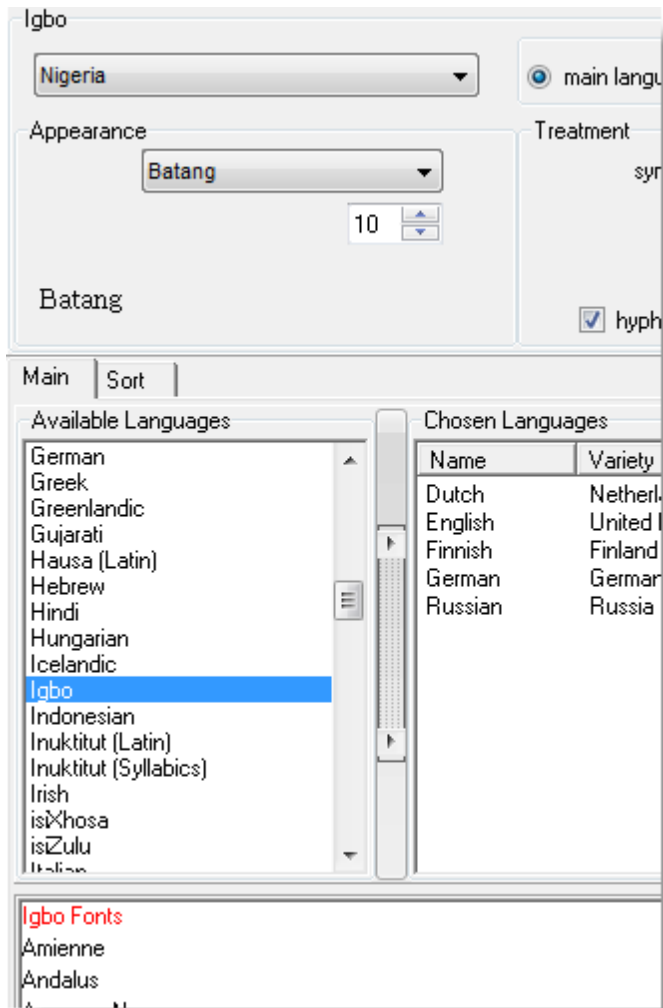 Igbo
Nigeria
main langu
Appearance
Treatment
Batang
syr
10
Batang
hyph
Main
Sort
Available Languages
Chosen Languages
German
Greek
Greenlandic
Gujarati
Hausa (Latin)
Hebrew
Hindi
Hungarian
Icelandic
Igbo
Indonesian
Inuktitut (Latin)
Inuktitut (Syllabics)
Irish
isiXhosa
isiZulu
Name Variety
Dutch Netherl
English United
Finnish Finland
German German
Russian Russia
Igbo Fonts
Amienne
Andalus